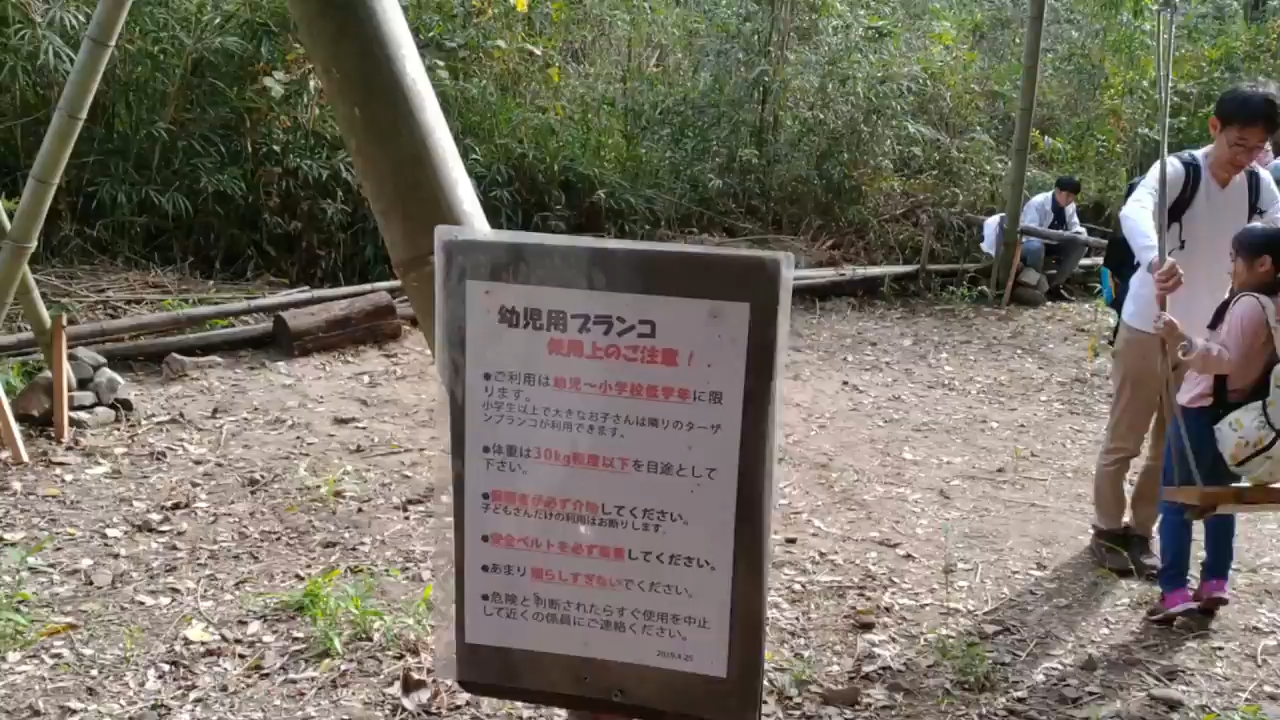 幼児用ブランコ
使用上のご注意！
●ご利用は幼児～小学校低学年に限
ります。
小学生以上で大きなお子さんは隣りのターザ
ンブランコが利用できます。
●体重は30kg程度以下を目途として
下さい。
●保護者が必ず介助してください。
子どもさんだけの利用はお断りします。
●安全ベルトを必ず着用してください。
●あまり揺らしすぎないでください。
●危険と判断されたらすぐ使用を中止
して近くの係員にご連絡ください。
2019.4.25